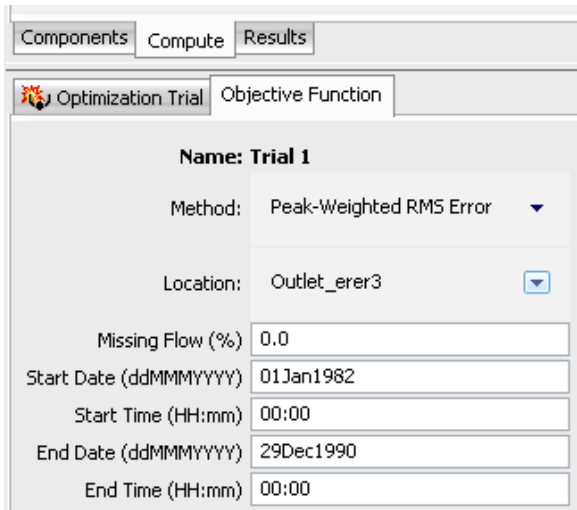 Components Compute Results
Optimization Trial Objective Function
Name: Trial 1
Method: Peak-Weighted RMS Error
Location: Outlet_erer3
Missing Flow (%) 0.0
Start Date (ddMMMYYYY) 01Jan1982
Start Time (HH:mm) 00:00
End Date (ddMMMYYYY) 29Dec1990
End Time (HH:mm) 00:00